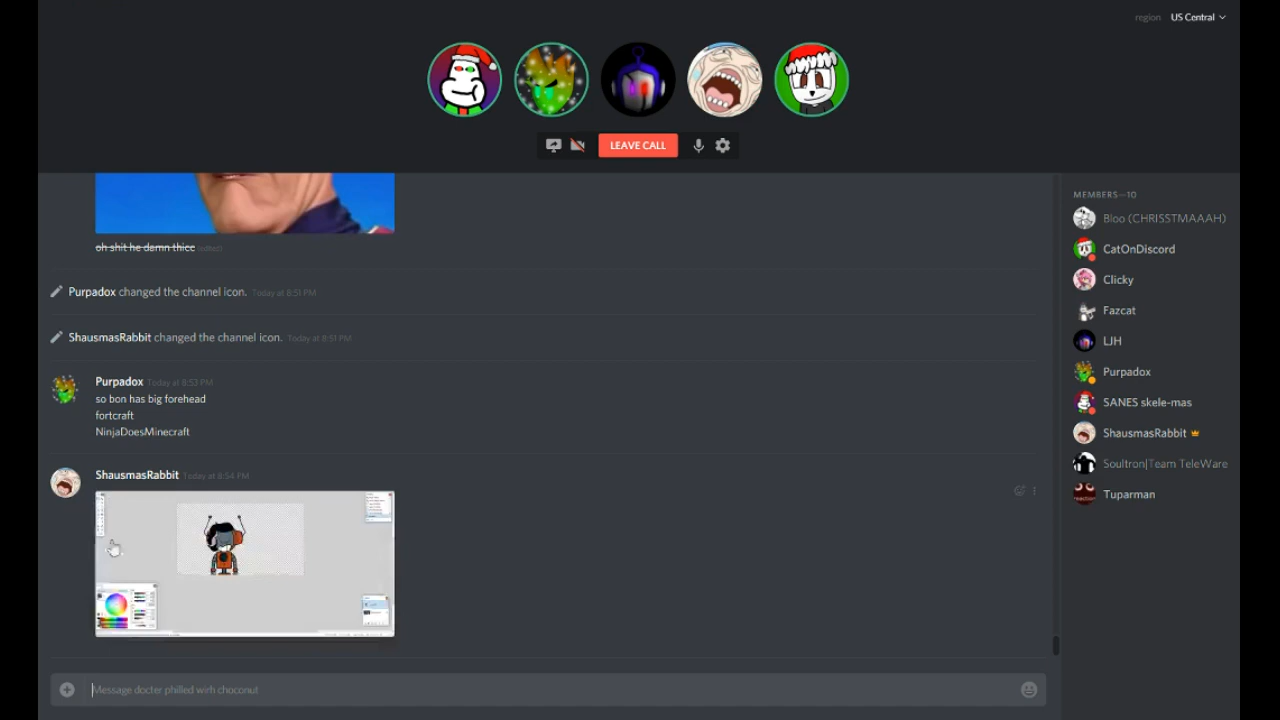 region US Central
LEAVE CALL
oh shit he damn thicc (edited)
Purpadox changed the channel icon. Today at 8:51 PM
ShausmasRabbit changed the channel icon. Today at 8:51 PM
Purpadox Today at 8:53 PM
so bon has big forehead
fortcraft
NinjaDoesMinecraft
ShausmasRabbit Today at 8:54 PM
Message docter philled wirh choconut
MEMBERS—10
Bloo (CHRISSTMAAAH)
CatOnDiscord
Clicky
Fazcat
LJH
Purpadox
SANES skele-mas
ShausmasRabbit
Soultron|Team TeleWare
Tuparman